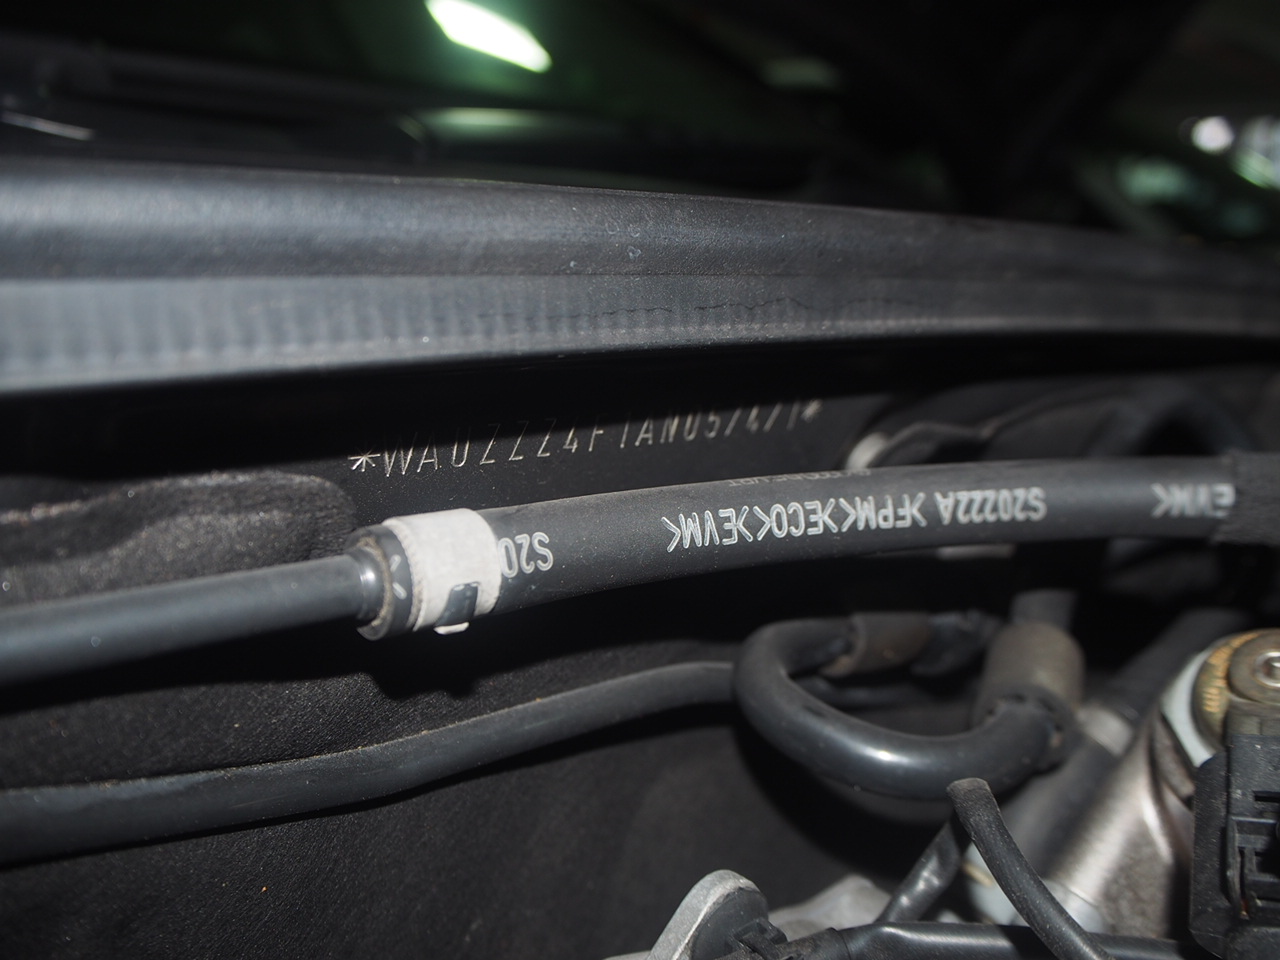 *WAUZZZ4F1AN057471*
S20
>EVM<>ECO<>FPM< S20222A
>EVM<